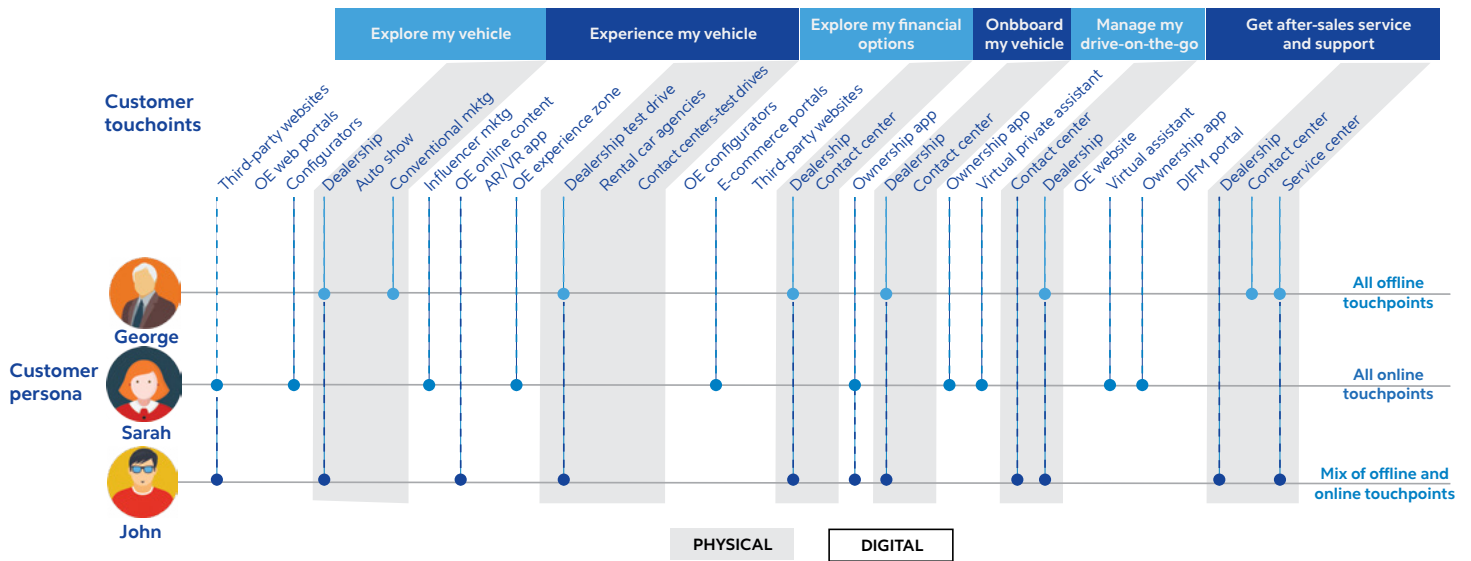 Explore my vehicle
Experience my vehicle
Explore my financial
options
Onbboard
my vehicle
Manage my
drive-on-the-go
Get after-sales service
and support
Customer
touchoints
Third-party websites
OE web portals
Configurators
Dealership
Auto show
Conventional mktg
Influencer mktg
OE online content
AR/VR app
OE experience zone
Dealership test drive
Rental car agencies
Contact centers-test drives
OE configurators
E-commerce portals
Third-party websites
Dealership
Contact center
Ownership app
Dealership
Contact center
Ownership app
Virtual private assistant
Contact center
Dealership
OE website
Virtual assistant
Ownership app
DIFM portal
Dealership
Contact center
Service center
George
All offline
touchpoints
Customer
persona
Sarah
All online
touchpoints
John
Mix of offline and
online touchpoints
PHYSICAL
DIGITAL